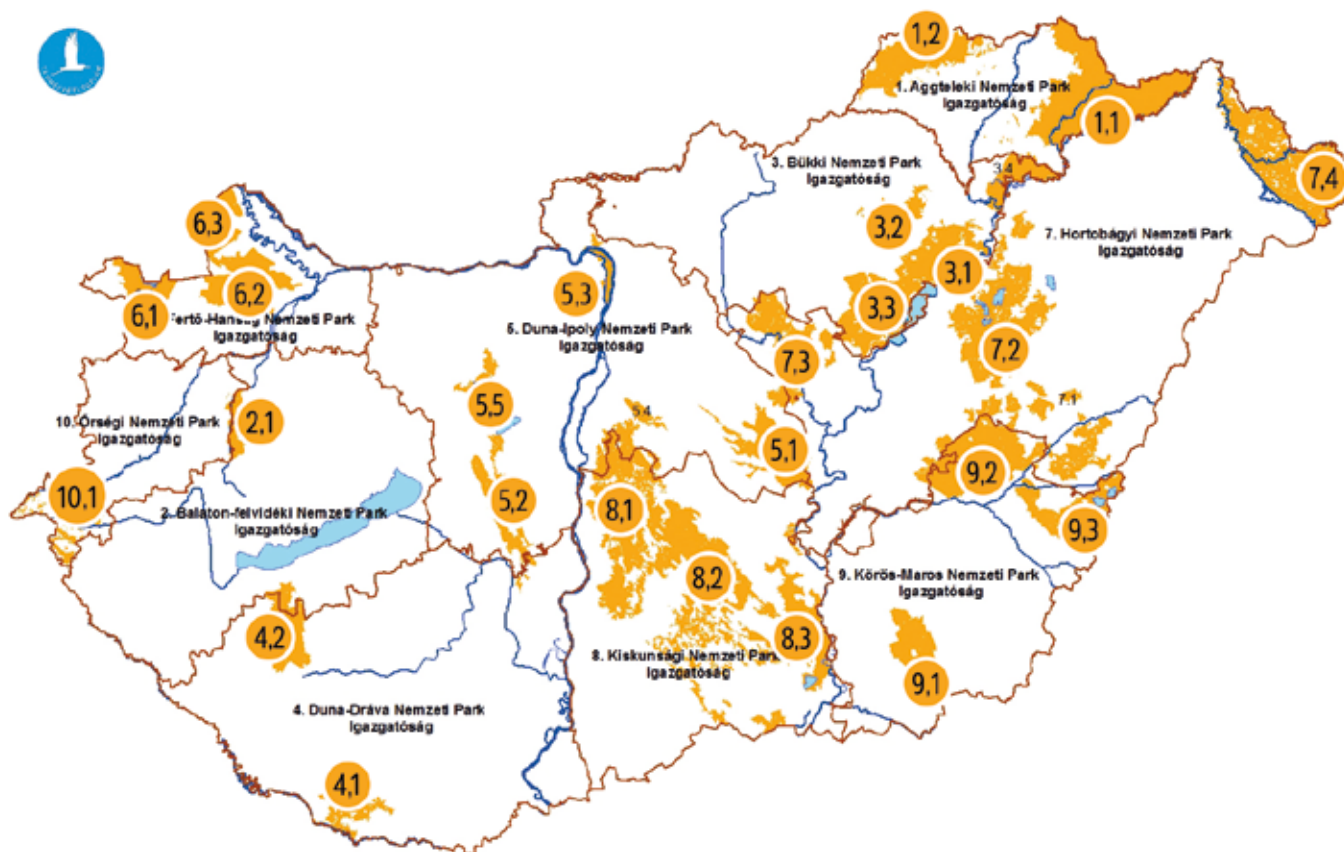 1,2
1. Aggteleki Nemzeti Park
Igazgatóság
1,1
3. Bükki Nemzeti Park
Igazgatóság
3.4
7,4
6,3
3,2
7. Hortobágyi Nemzeti Park
Igazgatóság
3,1
6,2
5,3
6,1
Fertő-Hanság Nemzeti Park
Igazgatóság
3,3
5. Duna-Ipoly Nemzeti Park
Igazgatóság
7,3
7,2
5,5
5.4
7.1
2,1
10. Őrségi Nemzeti Park
Igazgatóság
5,1
9,2
10,1
5,2
8,1
2. Balaton-felvidéki Nemzeti Park
Igazgatóság
9,3
8,2
9. Körös-Maros Nemzeti Park
Igazgatóság
4,2
8,3
8. Kiskunsági Nemzeti Park
Igazgatóság
9,1
4. Duna-Dráva Nemzeti Park
Igazgatóság
4,1